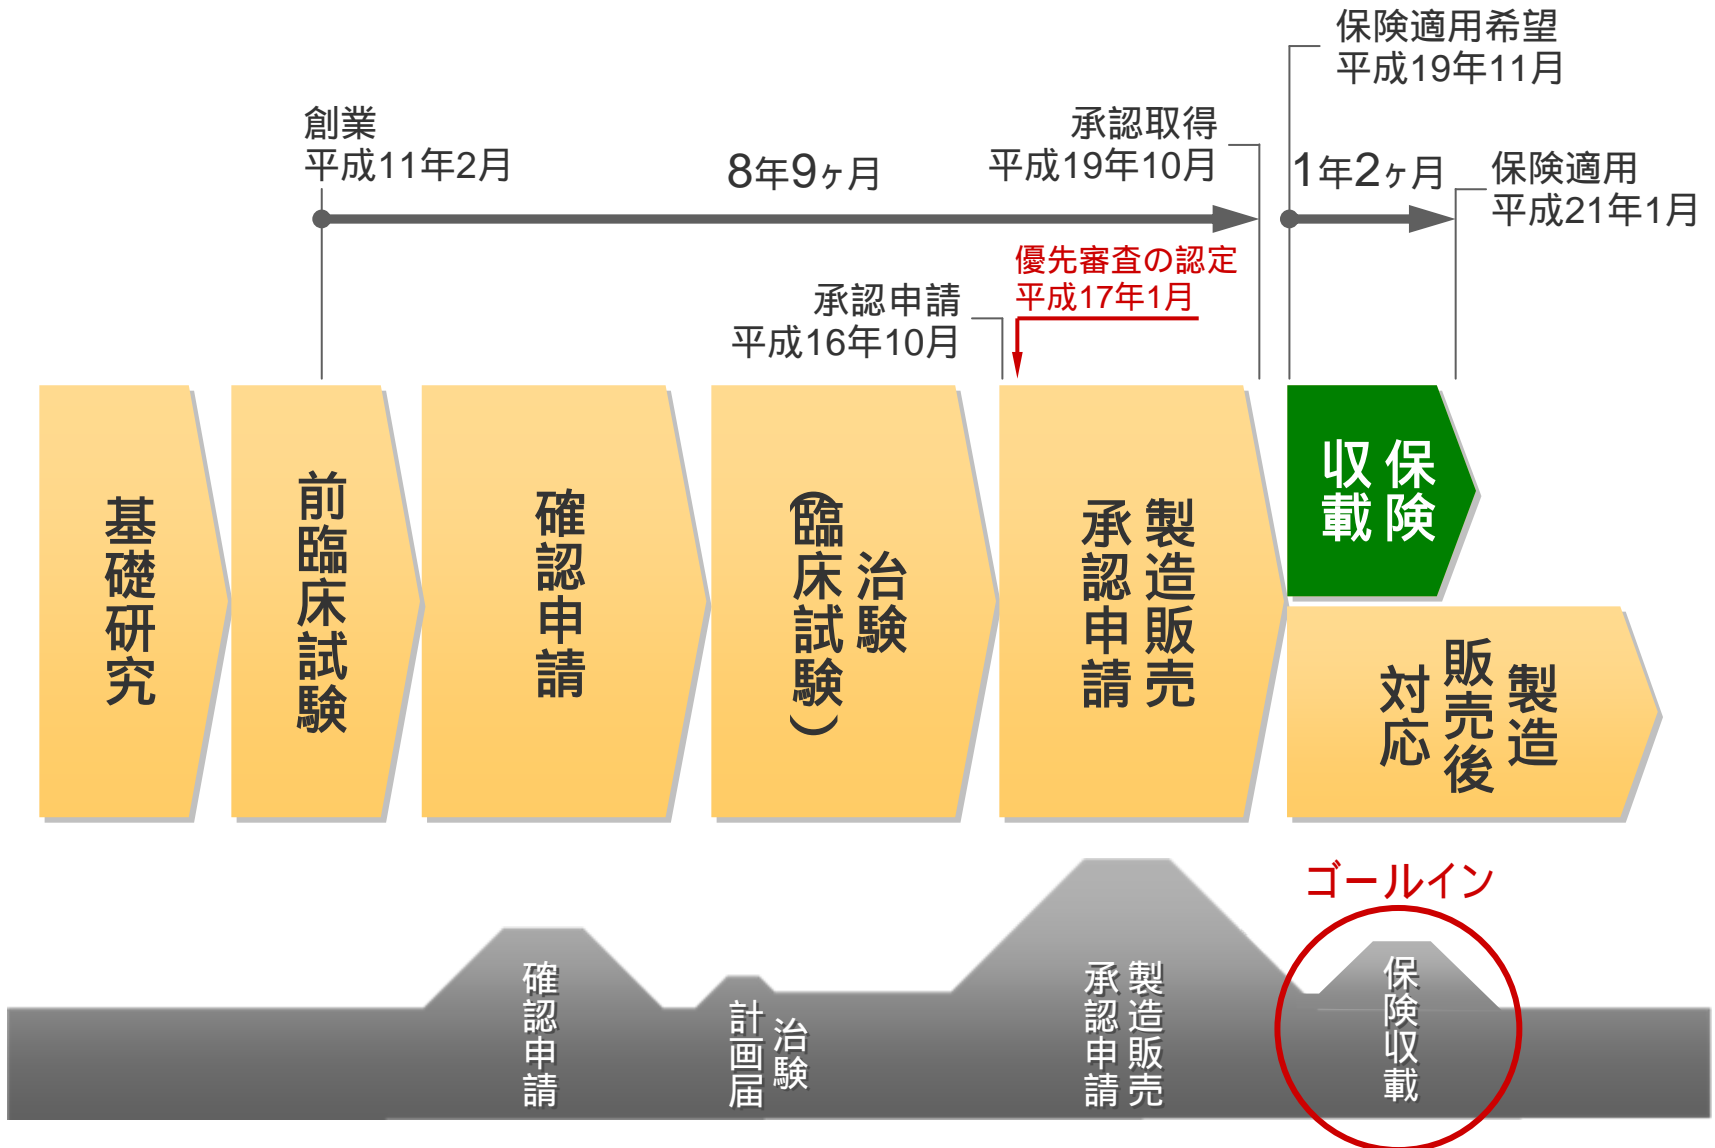 保険適用希望
平成19年11月
創業
平成11年2月
8年9ヶ月
承認取得
平成19年10月
1年2ヶ月
保険適用
平成21年1月
優先審査の認定
平成17年1月
承認申請
平成16年10月
基礎研究
前臨床試験
確認申請
治験
(臨床試験)
製造販売
承認申請
保険
収載
製造
販売後
対応
ゴールイン
確認申請
治験
計画届
製造販売
承認申請
保険収載